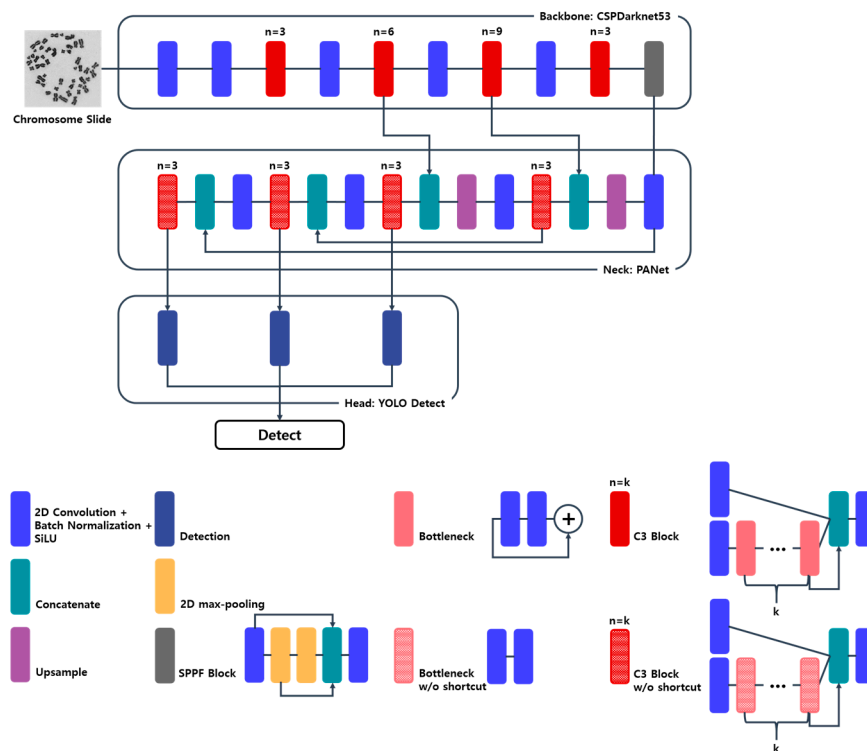 Backbone: CSPDarknet53
n=3
n=6
n=9
n=3
Chromosome Slide
n=3
n=3
n=3
n=3
Neck: PANet
Head: YOLO Detect
Detect
2D Convolution +
Batch Normalization +
SiLU
Detection
Bottleneck
+
n=k
C3 Block
...
k
Concatenate
2D max-pooling
Upsample
SPPF Block
Bottleneck
w/o shortcut
n=k
C3 Block
w/o shortcut
...
k